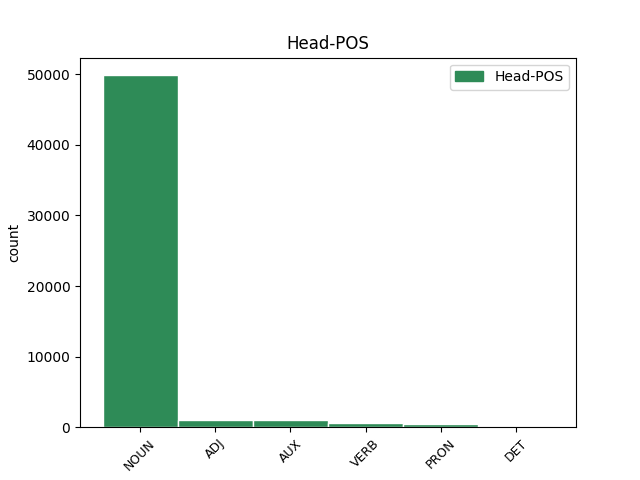 Head-POS
Head-POS
50000
40000
30000
20000
10000
0
count
NOUN
ADJ
AUX
VERB
PRON
DET